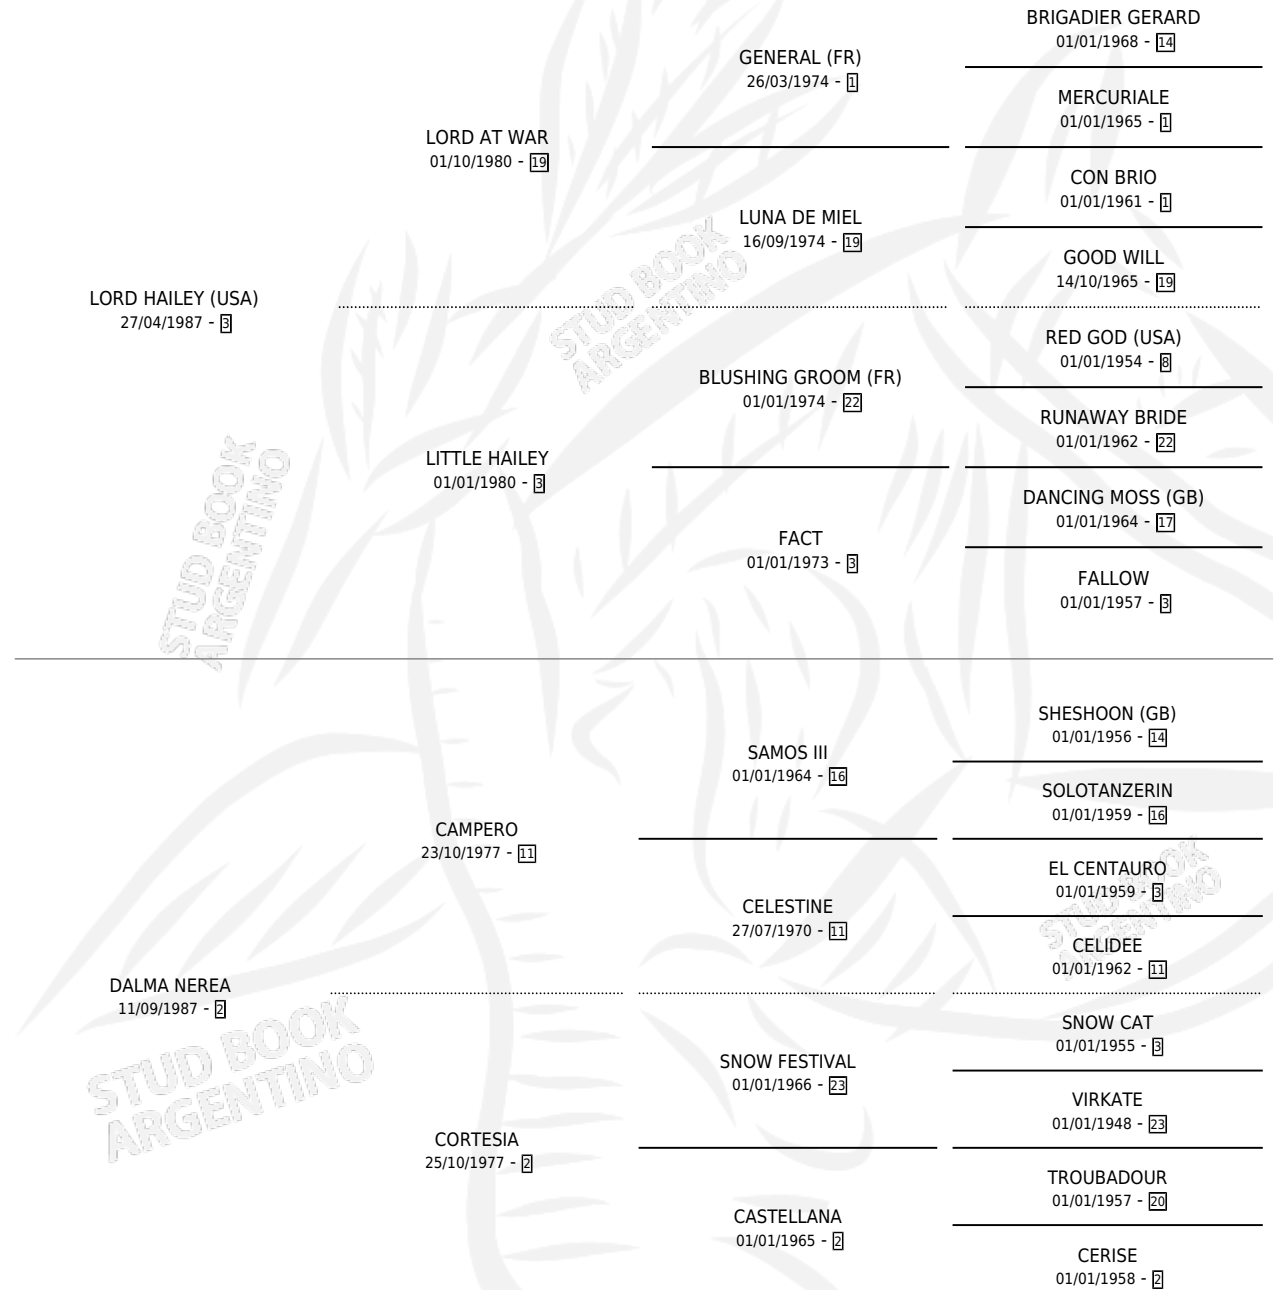 BRIGADIER GERARD
01/01/1968 - 14
GENERAL (FR)
26/03/1974 - 1
MERCURIALE
01/01/1965 - 1
LORD AT WAR
01/10/1980 - 19
CON BRIO
01/01/1961 - 1
LUNA DE MIEL
16/09/1974 - 19
GOOD WILL
14/10/1965 - 19
LORD HAILEY (USA)
27/04/1987 - 3
RED GOD (USA)
01/01/1954 - 8
BLUSHING GROOM (FR)
01/01/1974 - 22
RUNAWAY BRIDE
01/01/1962 - 22
LITTLE HAILEY
01/01/1980 - 3
DANCING MOSS (GB)
01/01/1964 - 17
FACT
01/01/1973 - 3
FALLOW
01/01/1957 - 3
SHESHOON (GB)
01/01/1956 - 14
SAMOS III
01/01/1964 - 16
SOLOTANZERIN
01/01/1959 - 16
CAMPERO
23/10/1977 - 11
EL CENTAURO
01/01/1959 - 3
CELESTINE
27/07/1970 - 11
CELIDEE
01/01/1962 - 11
DALMA NEREA
11/09/1987 - 2
SNOW CAT
01/01/1955 - 3
SNOW FESTIVAL
01/01/1966 - 23
VIRKATE
01/01/1948 - 23
CORTESIA
25/10/1977 - 2
TROUBADOUR
01/01/1957 - 20
CASTELLANA
01/01/1965 - 2
CERISE
01/01/1958 - 2
STUD BOOK
ARGENTINO
STUD BOOK
ARGENTINO
STUD BOOK
ARGENTINO
STUD BOOK
ARGENTINO